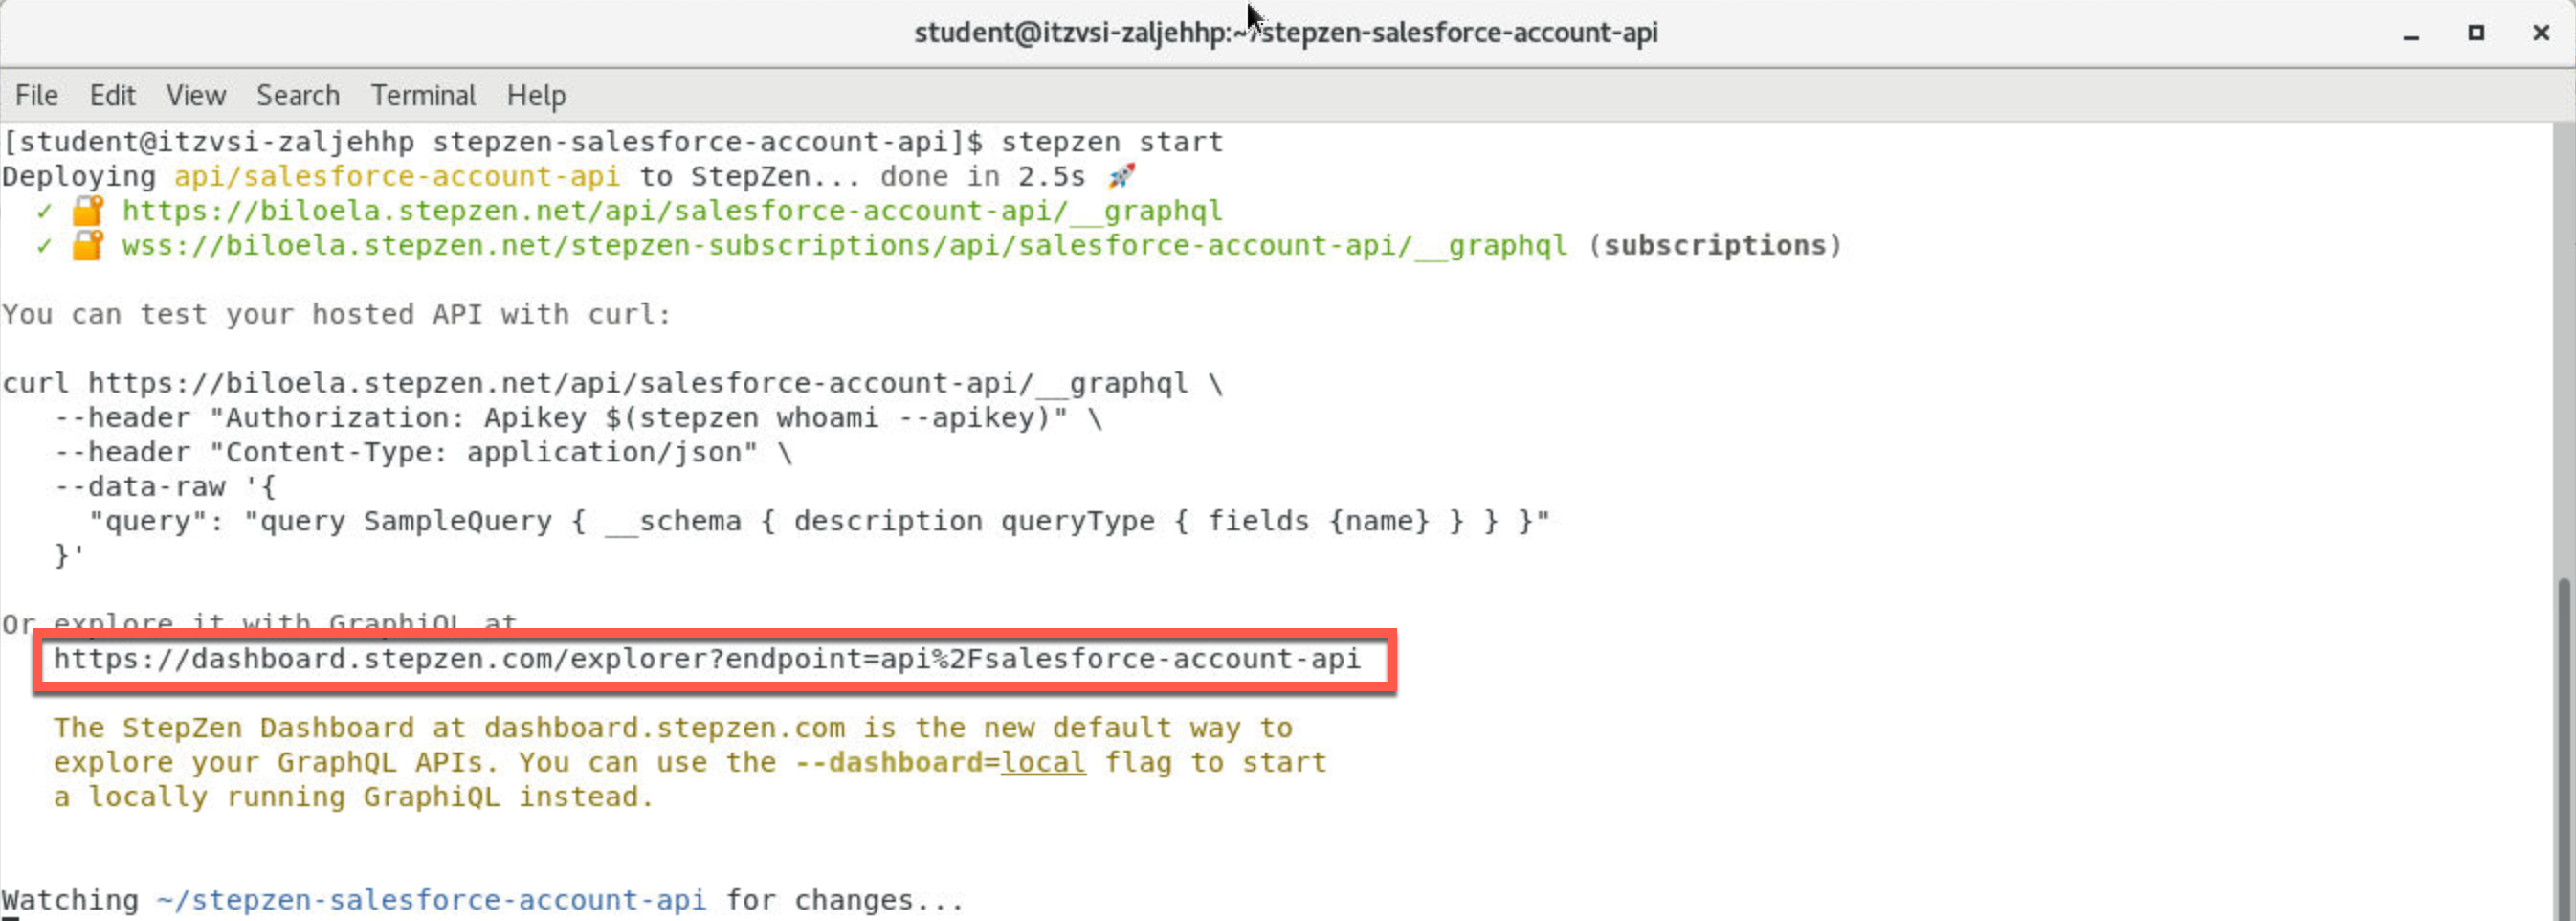 student@itzvsi-zaljehhp:~/stepzen-salesforce-account-api
File Edit View Search Terminal Help
[student@itzvsi-zaljehhp stepzen-salesforce-account-api]$ stepzen start
Deploying api/salesforce-account-api to StepZen... done in 2.5s 🚀
✓ 🔐 https://biloela.stepzen.net/api/salesforce-account-api/__graphql
✓ 🔐 wss://biloela.stepzen.net/stepzen-subscriptions/api/salesforce-account-api/__graphql (subscriptions)
You can test your hosted API with curl:
curl https://biloela.stepzen.net/api/salesforce-account-api/__graphql \
--header "Authorization: Apikey $(stepzen whoami --apikey)" \
--header "Content-Type: application/json" \
--data-raw '{
"query": "query SampleQuery { __schema { description queryType { fields {name} } } }"
}'
Or explore it with GraphiQL at
https://dashboard.stepzen.com/explorer?endpoint=api%2Fsalesforce-account-api
The StepZen Dashboard at dashboard.stepzen.com is the new default way to
explore your GraphQL APIs. You can use the --dashboard=local flag to start
a locally running GraphiQL instead.
Watching ~/stepzen-salesforce-account-api for changes...